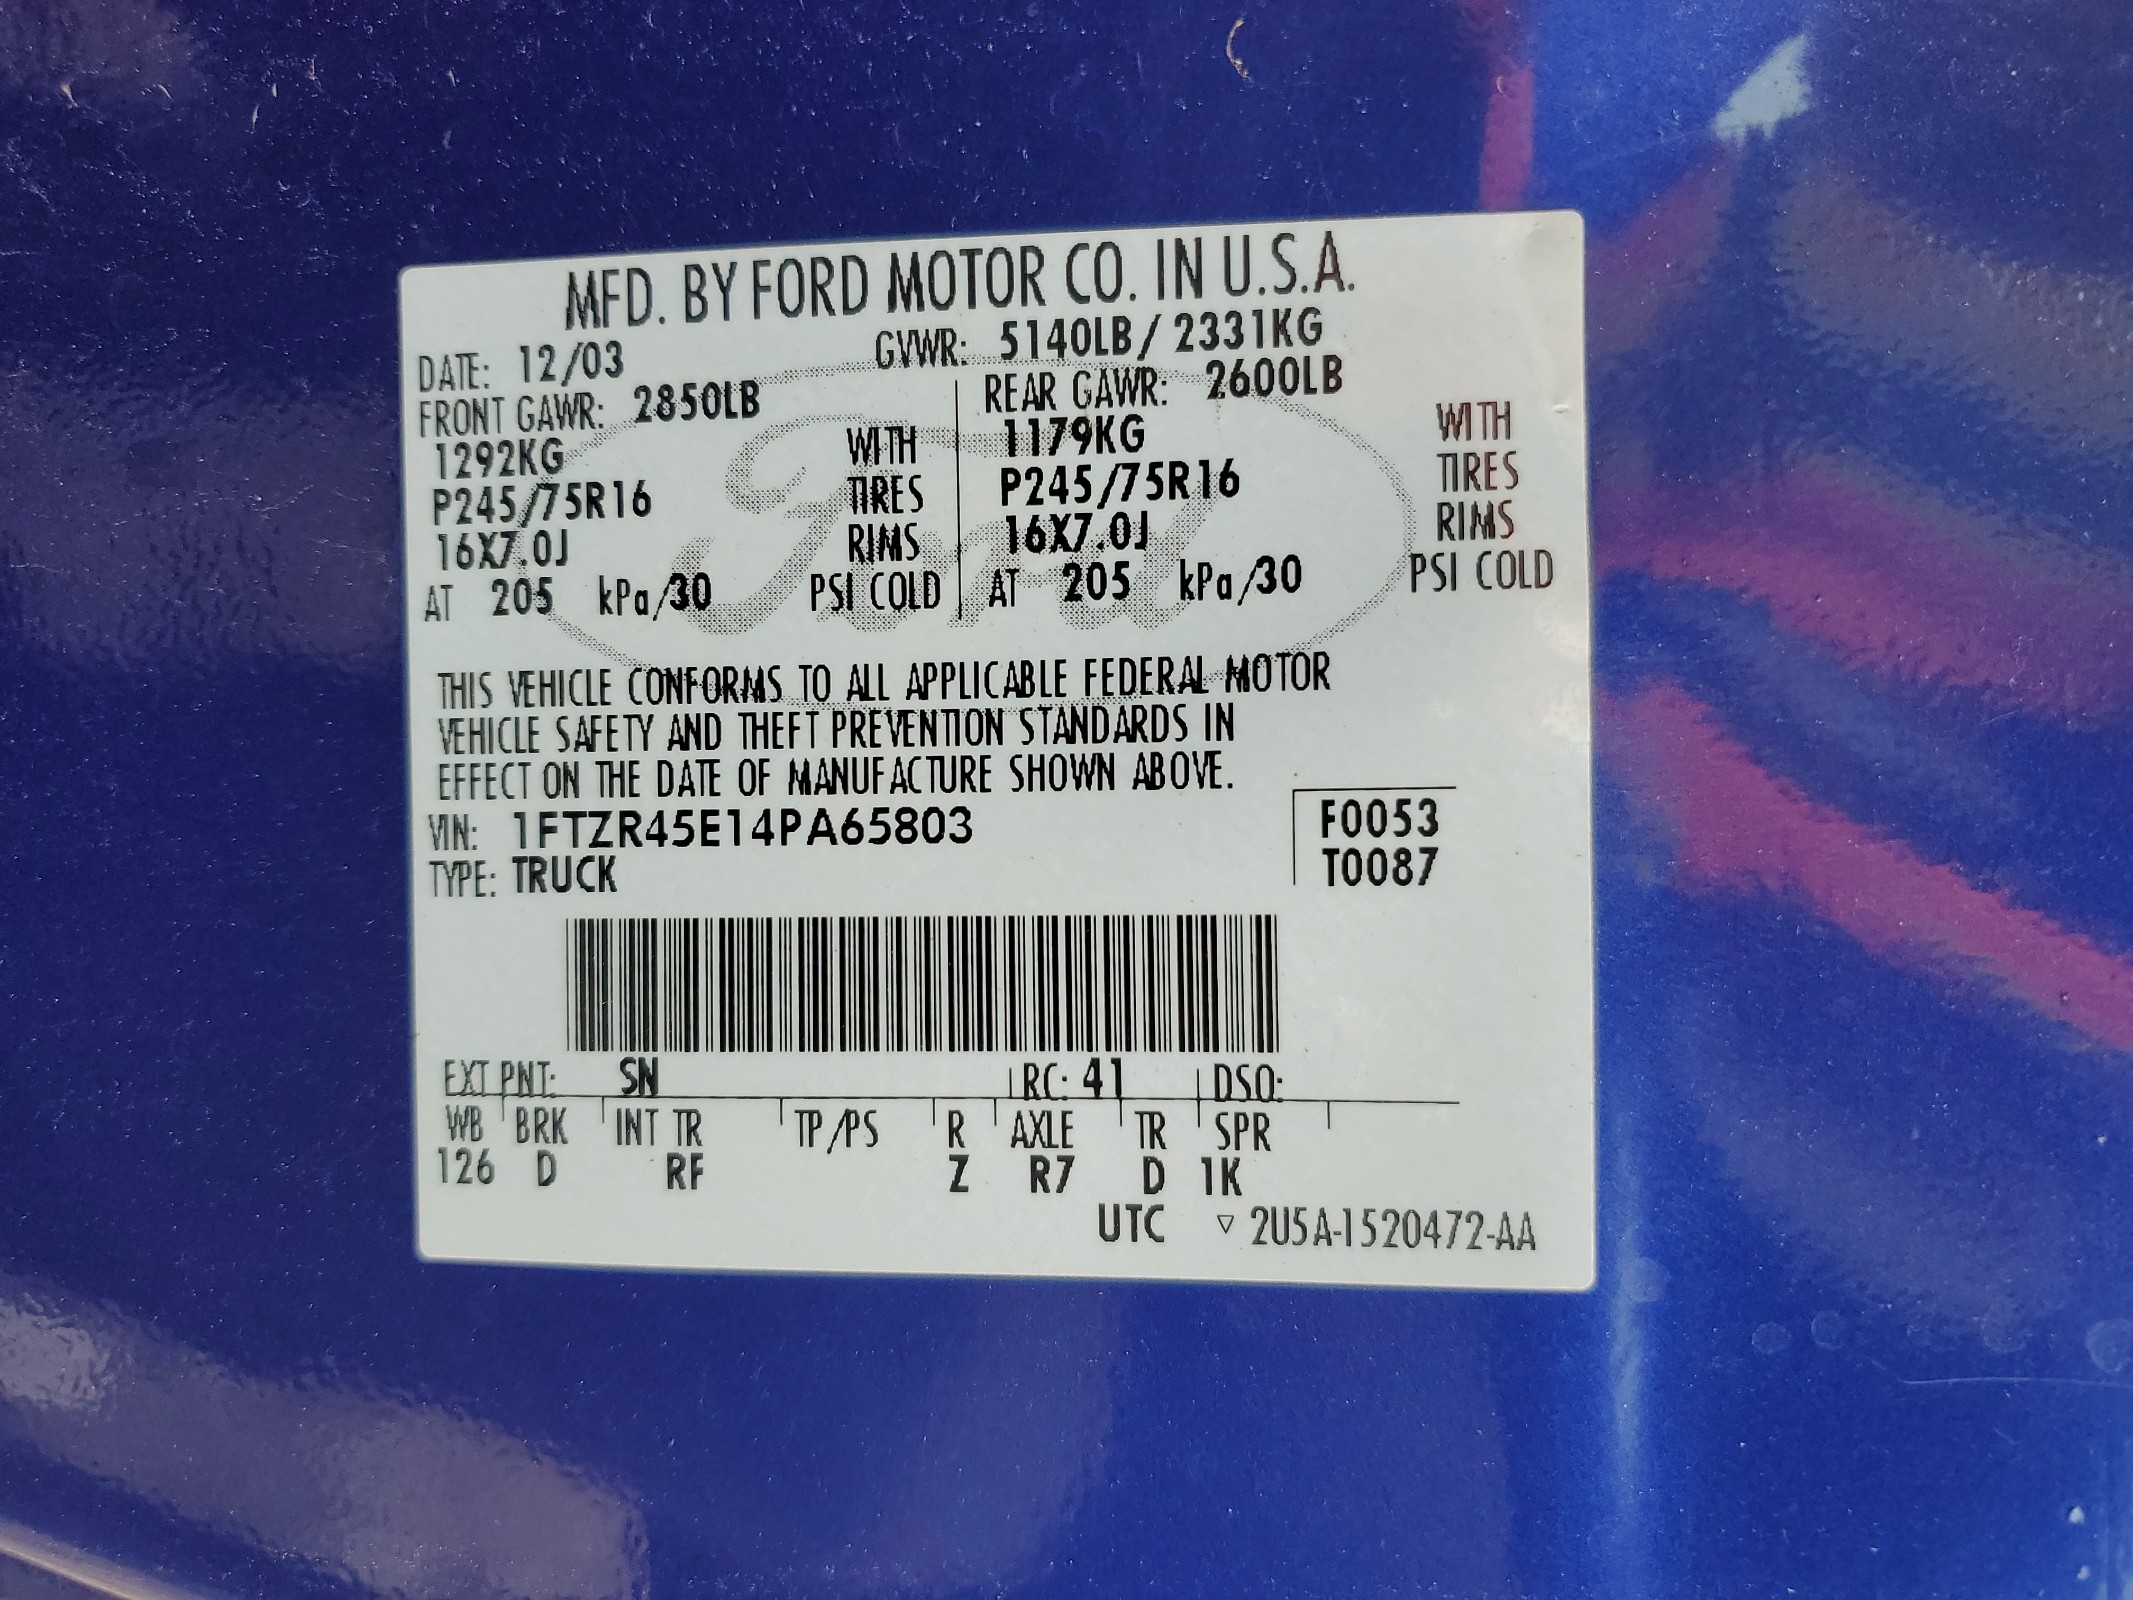 MFD. BY FORD MOTOR CO. IN U.S.A.
DATE: 12/03 GVWR: 5140LB/ 2331KG
FRONT GAWR: 2850LB REAR GAWR: 2600LB
1292KG WITH 1179KG WITH
P245/75R16 TIRES P245/75R16 TIRES
16X7.0J RIMS 16X7.0J RIMS
AT 205 kPa/30 PSI COLD AT 205 kPa/30 PSI COLD
Ford
THIS VEHICLE CONFORMS TO ALL APPLICABLE FEDERAL MOTOR
VEHICLE SAFETY AND THEFT PREVENTION STANDARDS IN
EFFECT ON THE DATE OF MANUFACTURE SHOWN ABOVE.
VIN: 1FTZR45E14PA65803 F0053
TYPE: TRUCK T0087
EXT PNT: SN RC: 41 DSO:
WB BRK INT TR TP/PS R AXLE TR SPR
126 D RF Z R7 D 1K
UTC ▽ 2U5A-1520472-AA